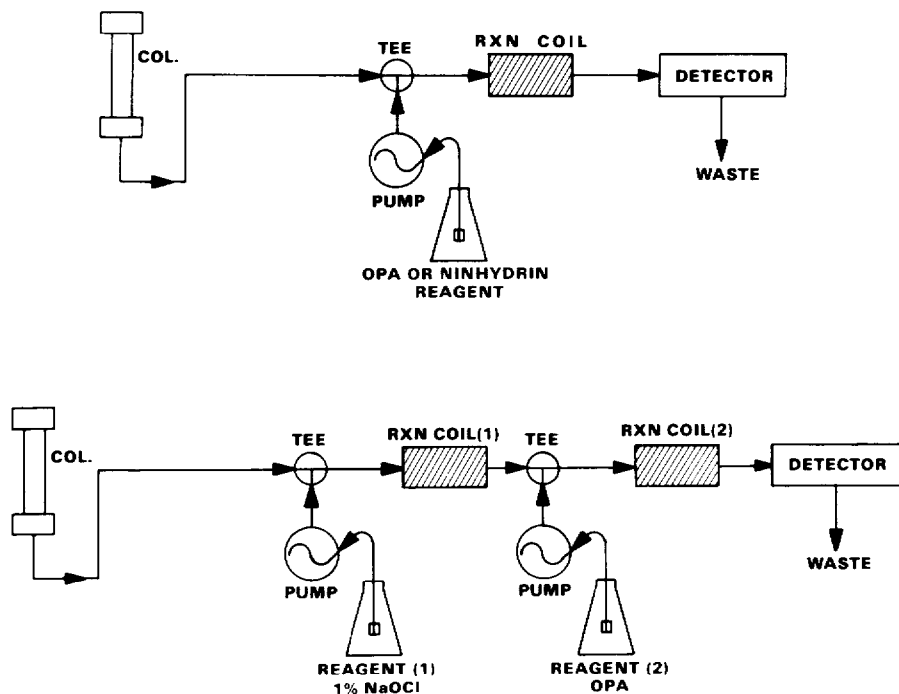 COL.
TEE
RXN COIL
DETECTOR
WASTE
PUMP
OPA OR NINHYDRIN
REAGENT
COL.
TEE
RXN COIL(1)
TEE
RXN COIL(2)
DETECTOR
WASTE
PUMP
PUMP
REAGENT (1)
1% NaOCl
REAGENT (2)
OPA